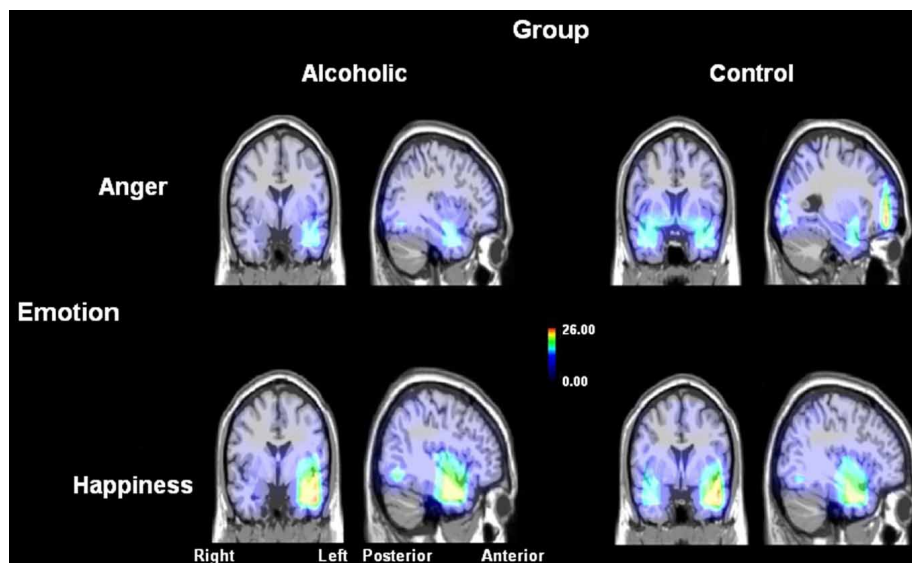 Group
Alcoholic Control
Anger
Emotion
26.00
0.00
Happiness
Right Left Posterior Anterior